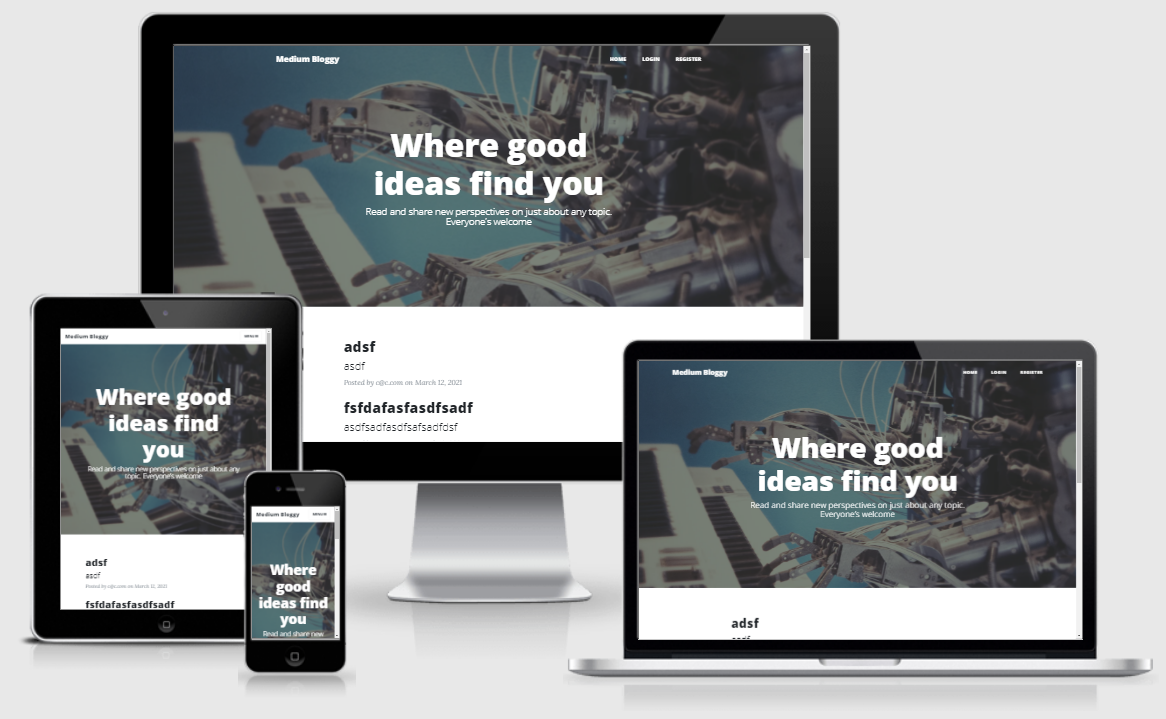 Medium Bloggy
HOME LOGIN REGISTER
Where good
ideas find you
Read and share new perspectives on just about any topic.
Everyone's welcome
adsf
asdf
Posted by c@c.com on March 12, 2021
fsfdafasfasdfsadf
asdfsadfasdfsafsadfdsf
Medium Bloggy
MENU
Where good
ideas find
you
Read and share new perspectives on just about any
topic. Everyone's welcome
adsf
asdf
Posted by c@c.com on March 12, 2021
fsfdafasfasdfsadf
Medium Bloggy
MENU
Where
good
ideas find
you
Read and share new
Medium Bloggy
HOME LOGIN REGISTER
Where good
ideas find you
Read and share new perspectives on just about any topic.
Everyone's welcome
adsf